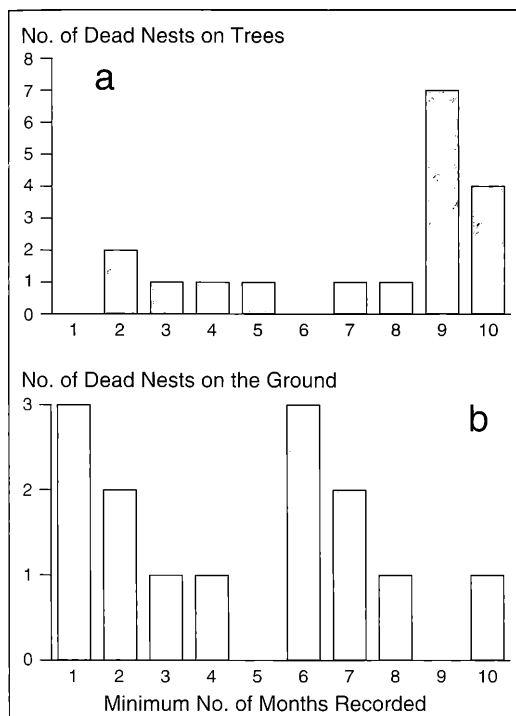 No. of Dead Nests on Trees
a
8
7
6
5
4
3
2
1
0
1 2 3 4 5 6 7 8 9 10
No. of Dead Nests on the Ground
b
3
2
1
0
1 2 3 4 5 6 7 8 9 10
Minimum No. of Months Recorded